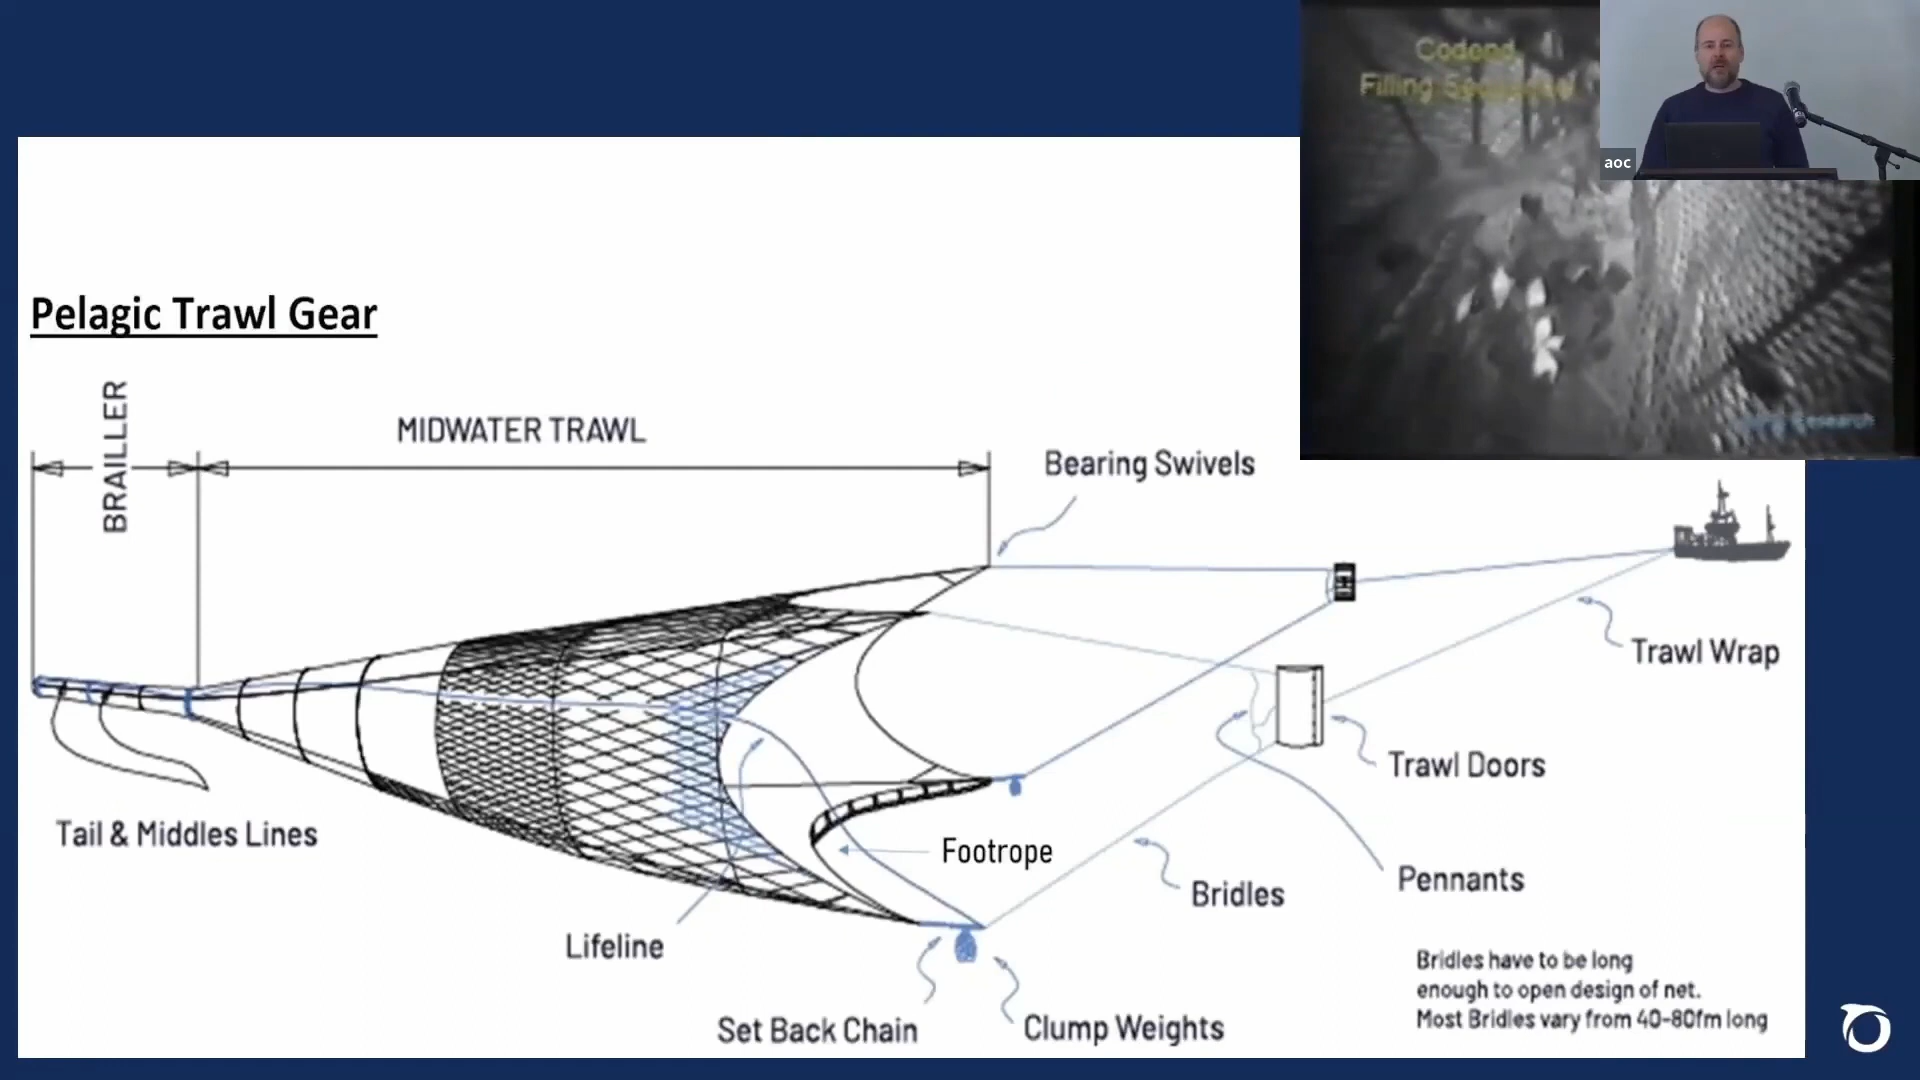 Codend
Filling
aoc
Research
Pelagic Trawl Gear
BRAILLER
MIDWATER TRAWL
Bearing Swivels
Trawl Wrap
Trawl Doors
Tail & Middles Lines
Footrope
Pennants
Bridles
Lifeline
Set Back Chain
Clump Weights
Bridles have to be long
enough to open design of net.
Most Bridles vary from 40-80fm long